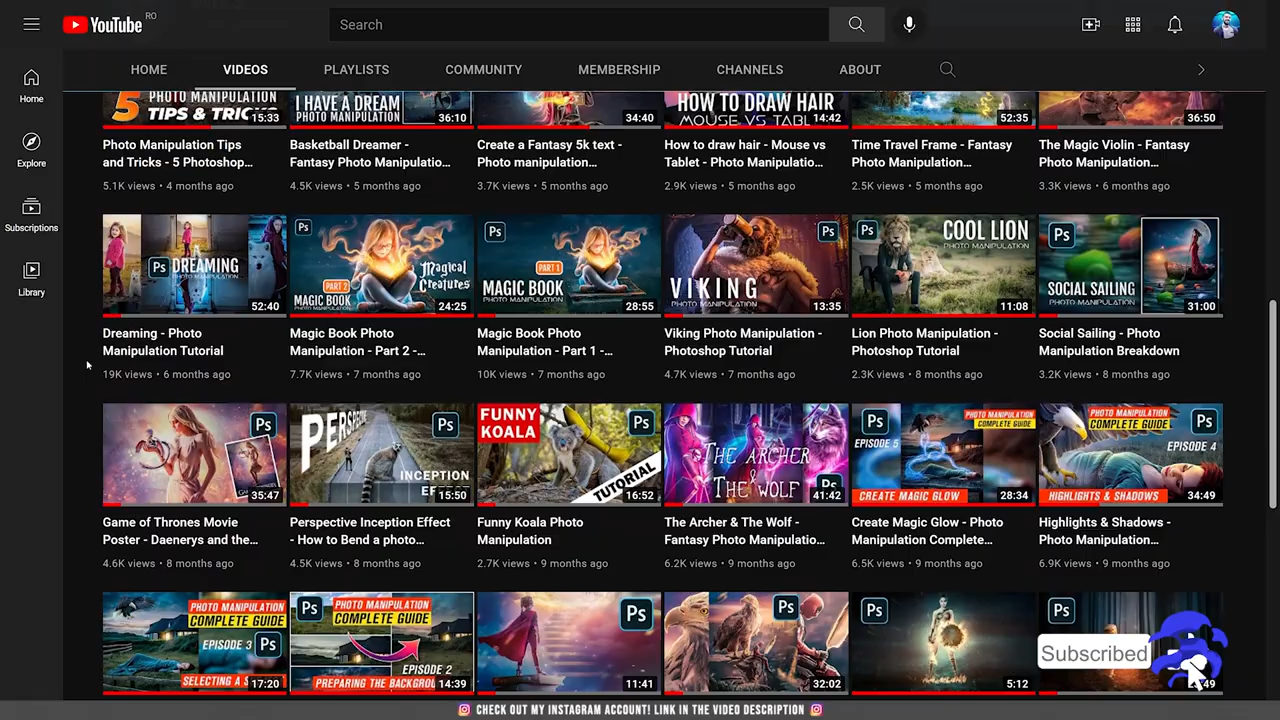 YouTube RO
Search
HOME VIDEOS PLAYLISTS COMMUNITY MEMBERSHIP CHANNELS ABOUT
Home
Explore
Subscriptions
Library
5 PHOTO MANIPULATION
TIPS & TRIC
15:33
I HAVE A DREAM
PHOTO MANIPULATION
36:10
34:40
HOW TO DRAW HAIR
MOUSE VS TABL
14:42
52:35
36:50
Photo Manipulation Tips
and Tricks - 5 Photoshop...
5.1K views • 4 months ago
Basketball Dreamer -
Fantasy Photo Manipulatio...
4.5K views • 5 months ago
Create a Fantasy 5k text -
Photo manipulation...
3.7K views • 5 months ago
How to draw hair - Mouse vs
Tablet - Photo Manipulatio...
2.9K views • 5 months ago
Time Travel Frame - Fantasy
Photo Manipulation...
2.5K views • 5 months ago
The Magic Violin - Fantasy
Photo Manipulation...
3.3K views • 6 months ago
Ps DREAMING
PHOTO MANIPULATION
52:40
Ps
Magical
Creatures
PART 2
MAGIC BOOK
PHOTO MANIPULATION
24:25
Ps
PART 1
MAGIC BOOK
PHOTO MANIPULATION
28:55
Ps
VIKING
PHOTO MANIPULATION
13:35
Ps
COOL LION
PHOTO MANIPULATION
11:08
Ps
SOCIAL SAILING
PHOTO MANIPULATION
31:00
Dreaming - Photo
Manipulation Tutorial
19K views • 6 months ago
Magic Book Photo
Manipulation - Part 2 -...
7.7K views • 7 months ago
Magic Book Photo
Manipulation - Part 1 -...
10K views • 7 months ago
Viking Photo Manipulation -
Photoshop Tutorial
4.7K views • 7 months ago
Lion Photo Manipulation -
Photoshop Tutorial
2.3K views • 8 months ago
Social Sailing - Photo
Manipulation Breakdown
3.2K views • 8 months ago
Ps
35:47
PERSPECTIVE
Ps
INCEPTION
EF
15:50
FUNNY
KOALA
Ps
TUTORIAL
16:52
THE ARCHER
&
THE WOLF
Ps
41:42
Ps
PHOTO MANIPULATION
COMPLETE GUIDE
EPISODE 5
CREATE MAGIC GLOW
28:34
PHOTO MANIPULATION
COMPLETE GUIDE
Ps
EPISODE 4
HIGHLIGHTS & SHADOWS
34:49
Game of Thrones Movie
Poster - Daenerys and the...
4.6K views • 8 months ago
Perspective Inception Effect
- How to Bend a photo...
4.5K views • 8 months ago
Funny Koala Photo
Manipulation
2.7K views • 9 months ago
The Archer & The Wolf -
Fantasy Photo Manipulatio...
6.2K views • 9 months ago
Create Magic Glow - Photo
Manipulation Complete...
6.5K views • 9 months ago
Highlights & Shadows -
Photo Manipulation...
6.9K views • 9 months ago
PHOTO MANIPULATION
COMPLETE GUIDE
EPISODE 3
Ps
SELECTING A S
17:20
Ps
PHOTO MANIPULATION
COMPLETE GUIDE
EPISODE 2
PREPARING THE BACKGROU
14:39
Ps
11:41
Ps
32:02
Ps
5:12
Ps
Subscribed
:49
CHECK OUT MY INSTAGRAM ACCOUNT! LINK IN THE VIDEO DESCRIPTION